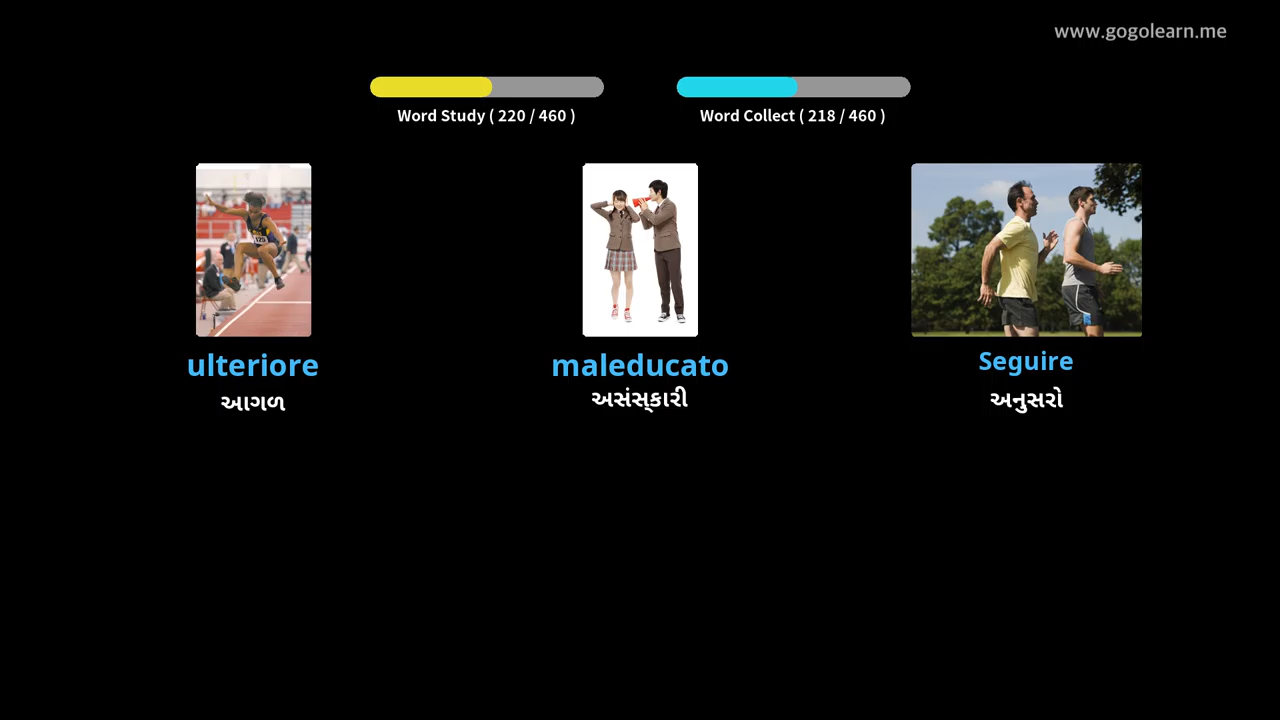 www.gogolearn.me
Word Study ( 220 / 460 )
Word Collect ( 218 / 460 )
ulteriore
આગળ
maleducato
અસંસ્કારી
Seguire
અનુસરો